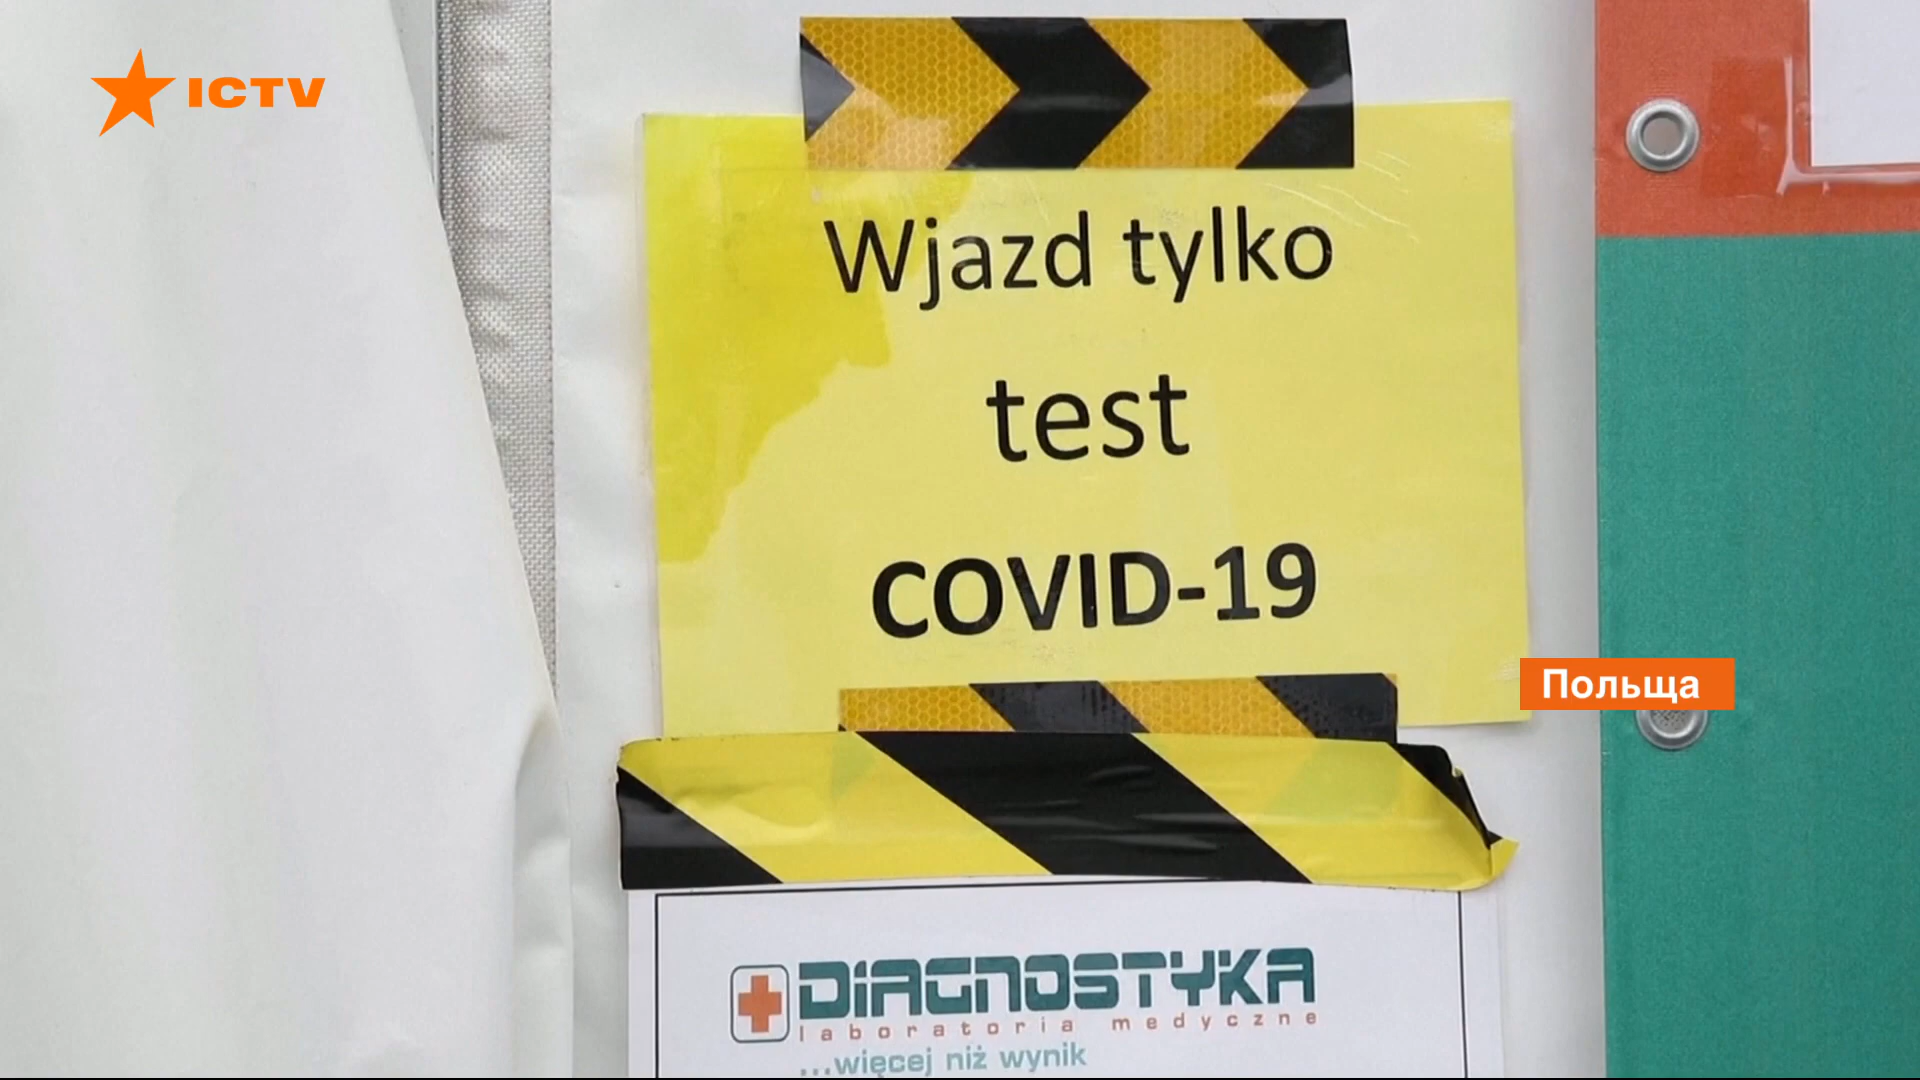 ICTV
Wjazd tylko
test
COVID-19
Польща
DIAGNOSTYKA
laboratoria medyczne
...więcej niż wynik